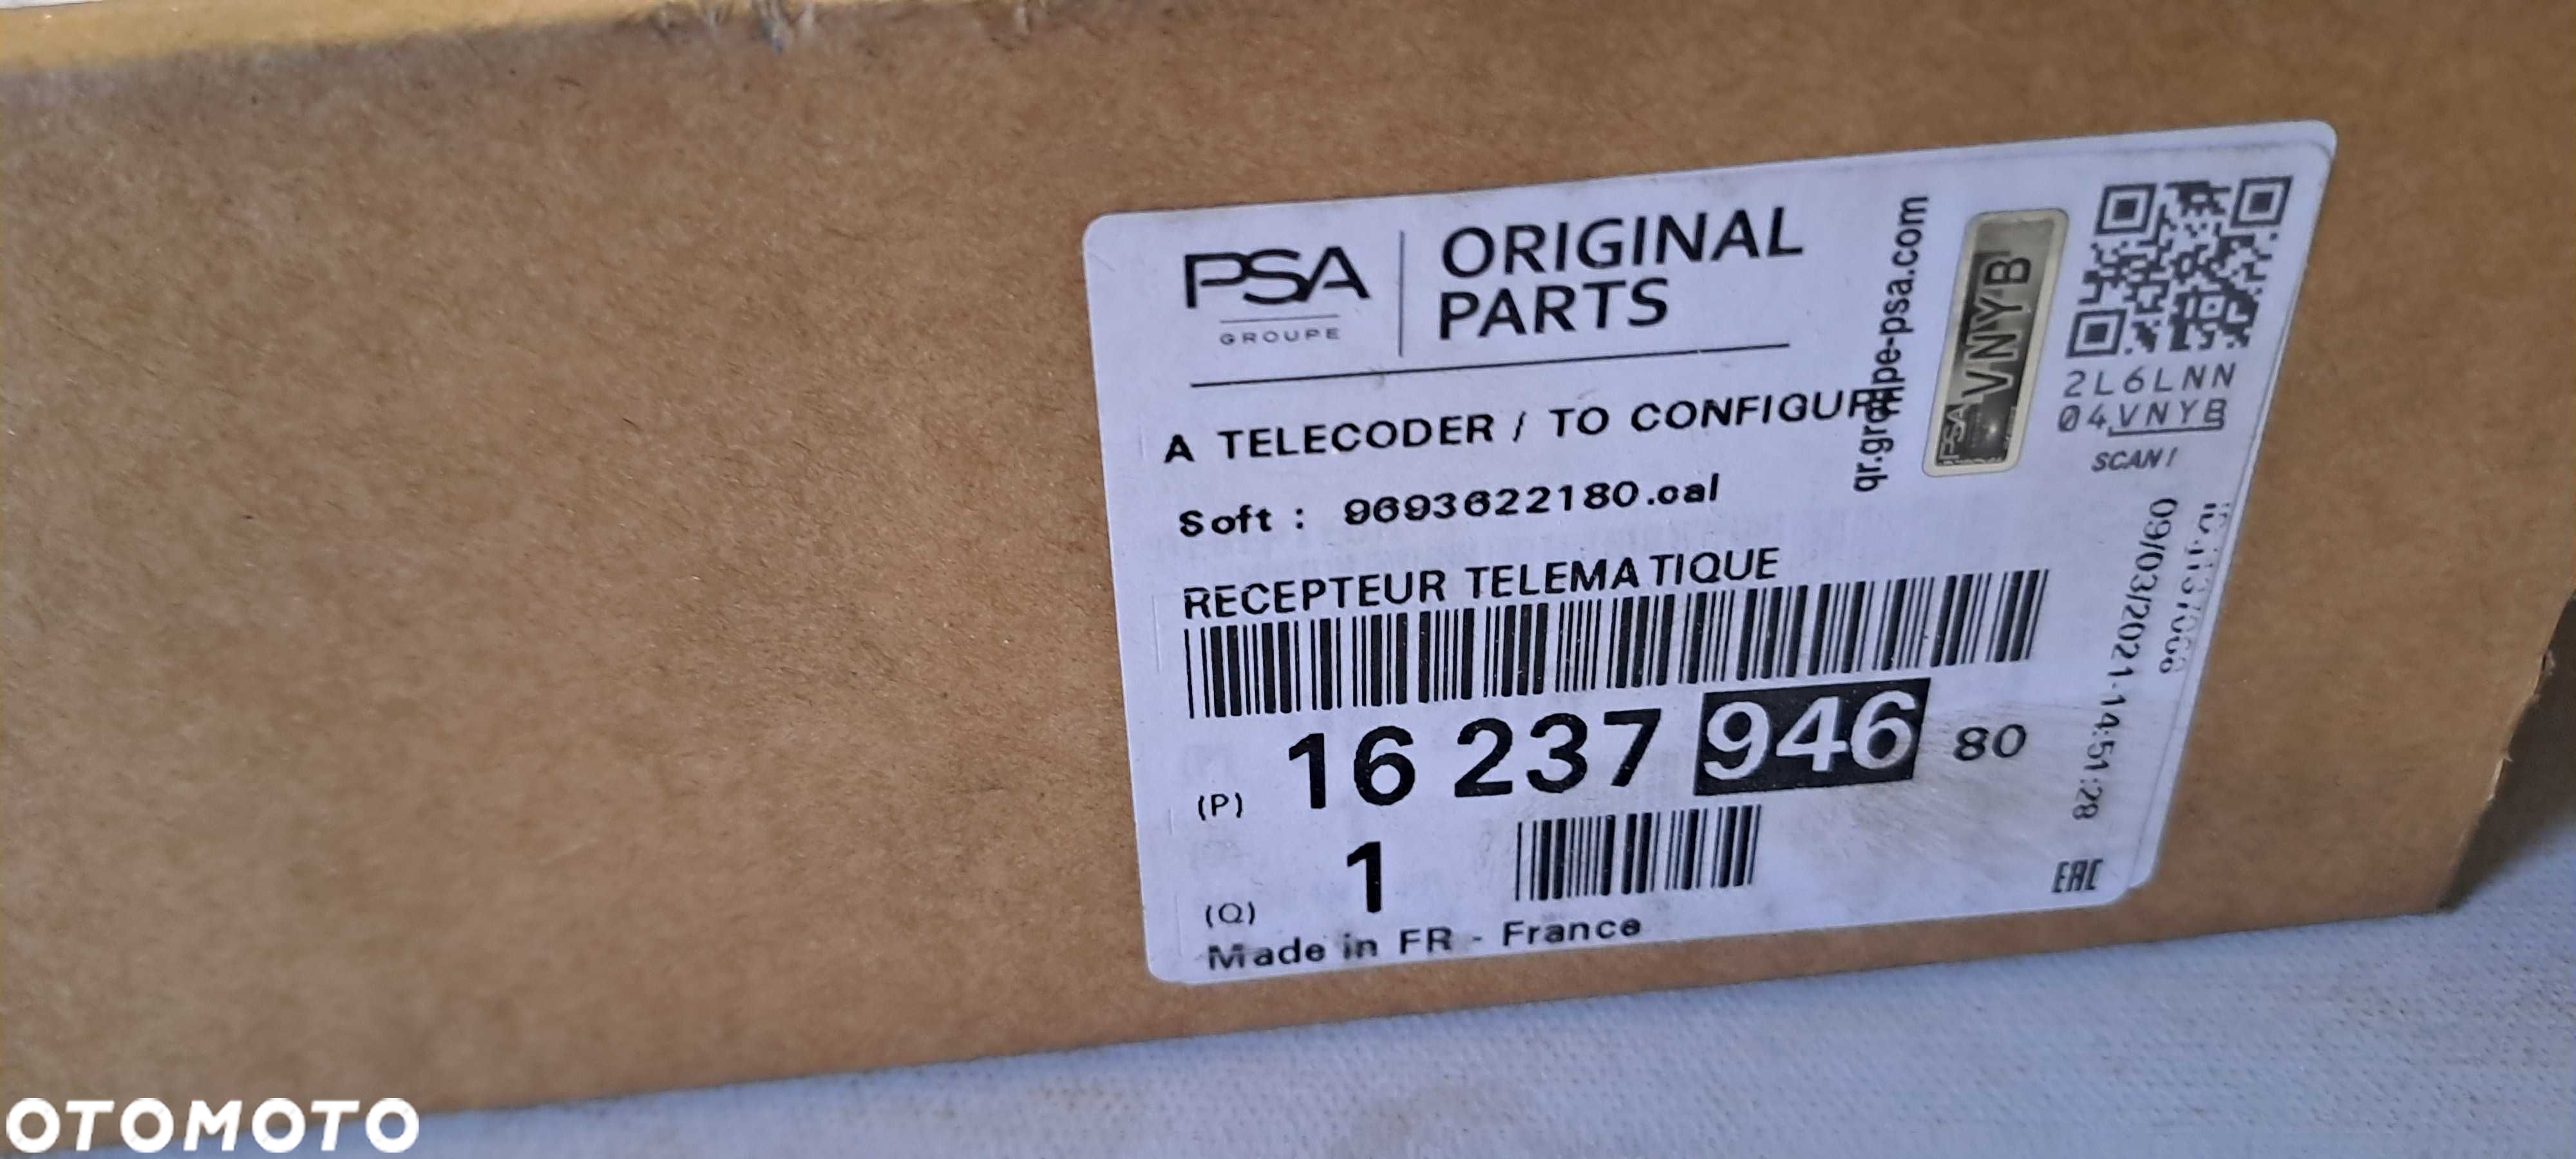 PSA
GROUPE
ORIGINAL
PARTS
A TELECODER / TO CONFIGUR
Soft : 9693622180.cal
RECEPTEUR TELEMATIQUE
(P) 16 237 946 80
(Q) 1
Made in FR - France
qr.groupe-psa.com
PSA VNYB
2L6LNN
04VNYB
SCAN!
09/03/2021-14:51:28
EAC
OTOMOTO